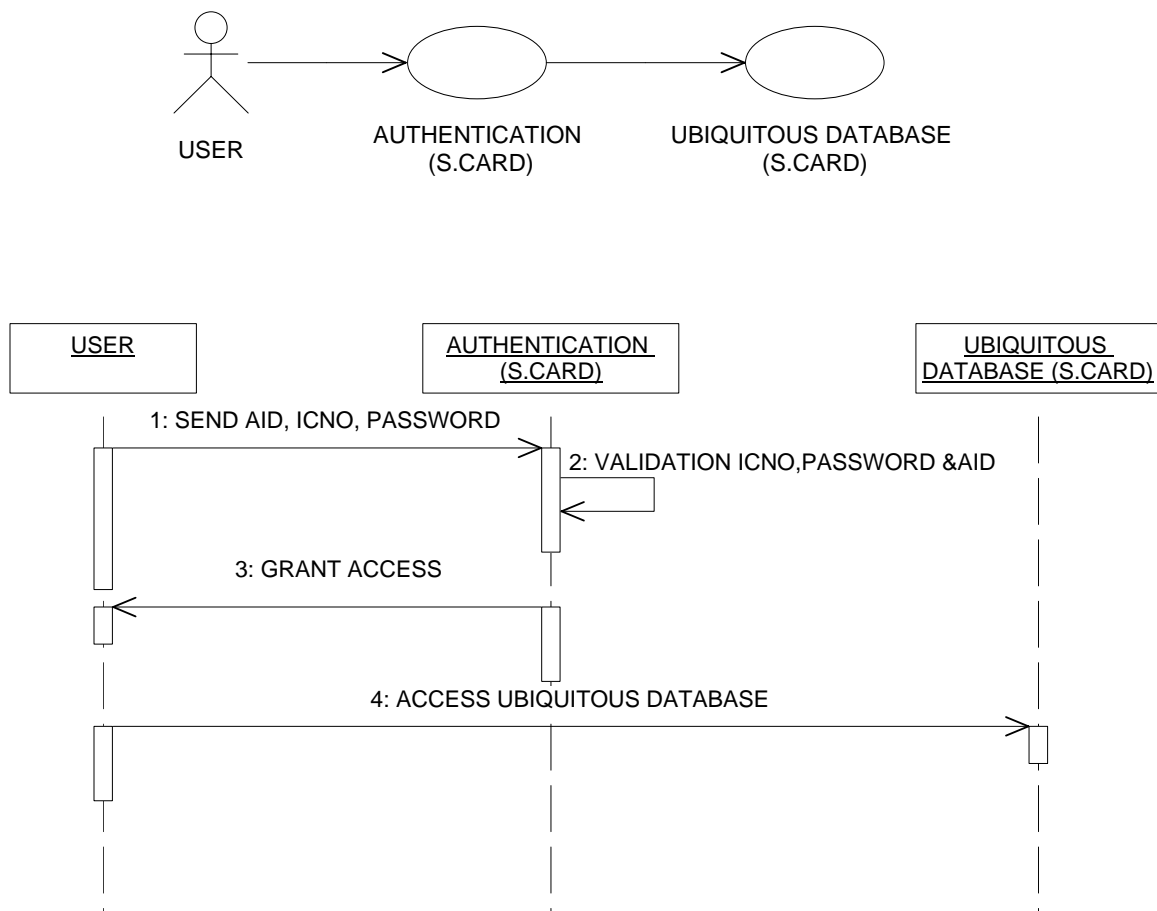 USER
AUTHENTICATION
(S.CARD)
UBIQUITOUS DATABASE
(S.CARD)
USER
AUTHENTICATION
(S.CARD)
UBIQUITOUS
DATABASE (S.CARD)
1: SEND AID, ICNO, PASSWORD
2: VALIDATION ICNO,PASSWORD &AID
3: GRANT ACCESS
4: ACCESS UBIQUITOUS DATABASE